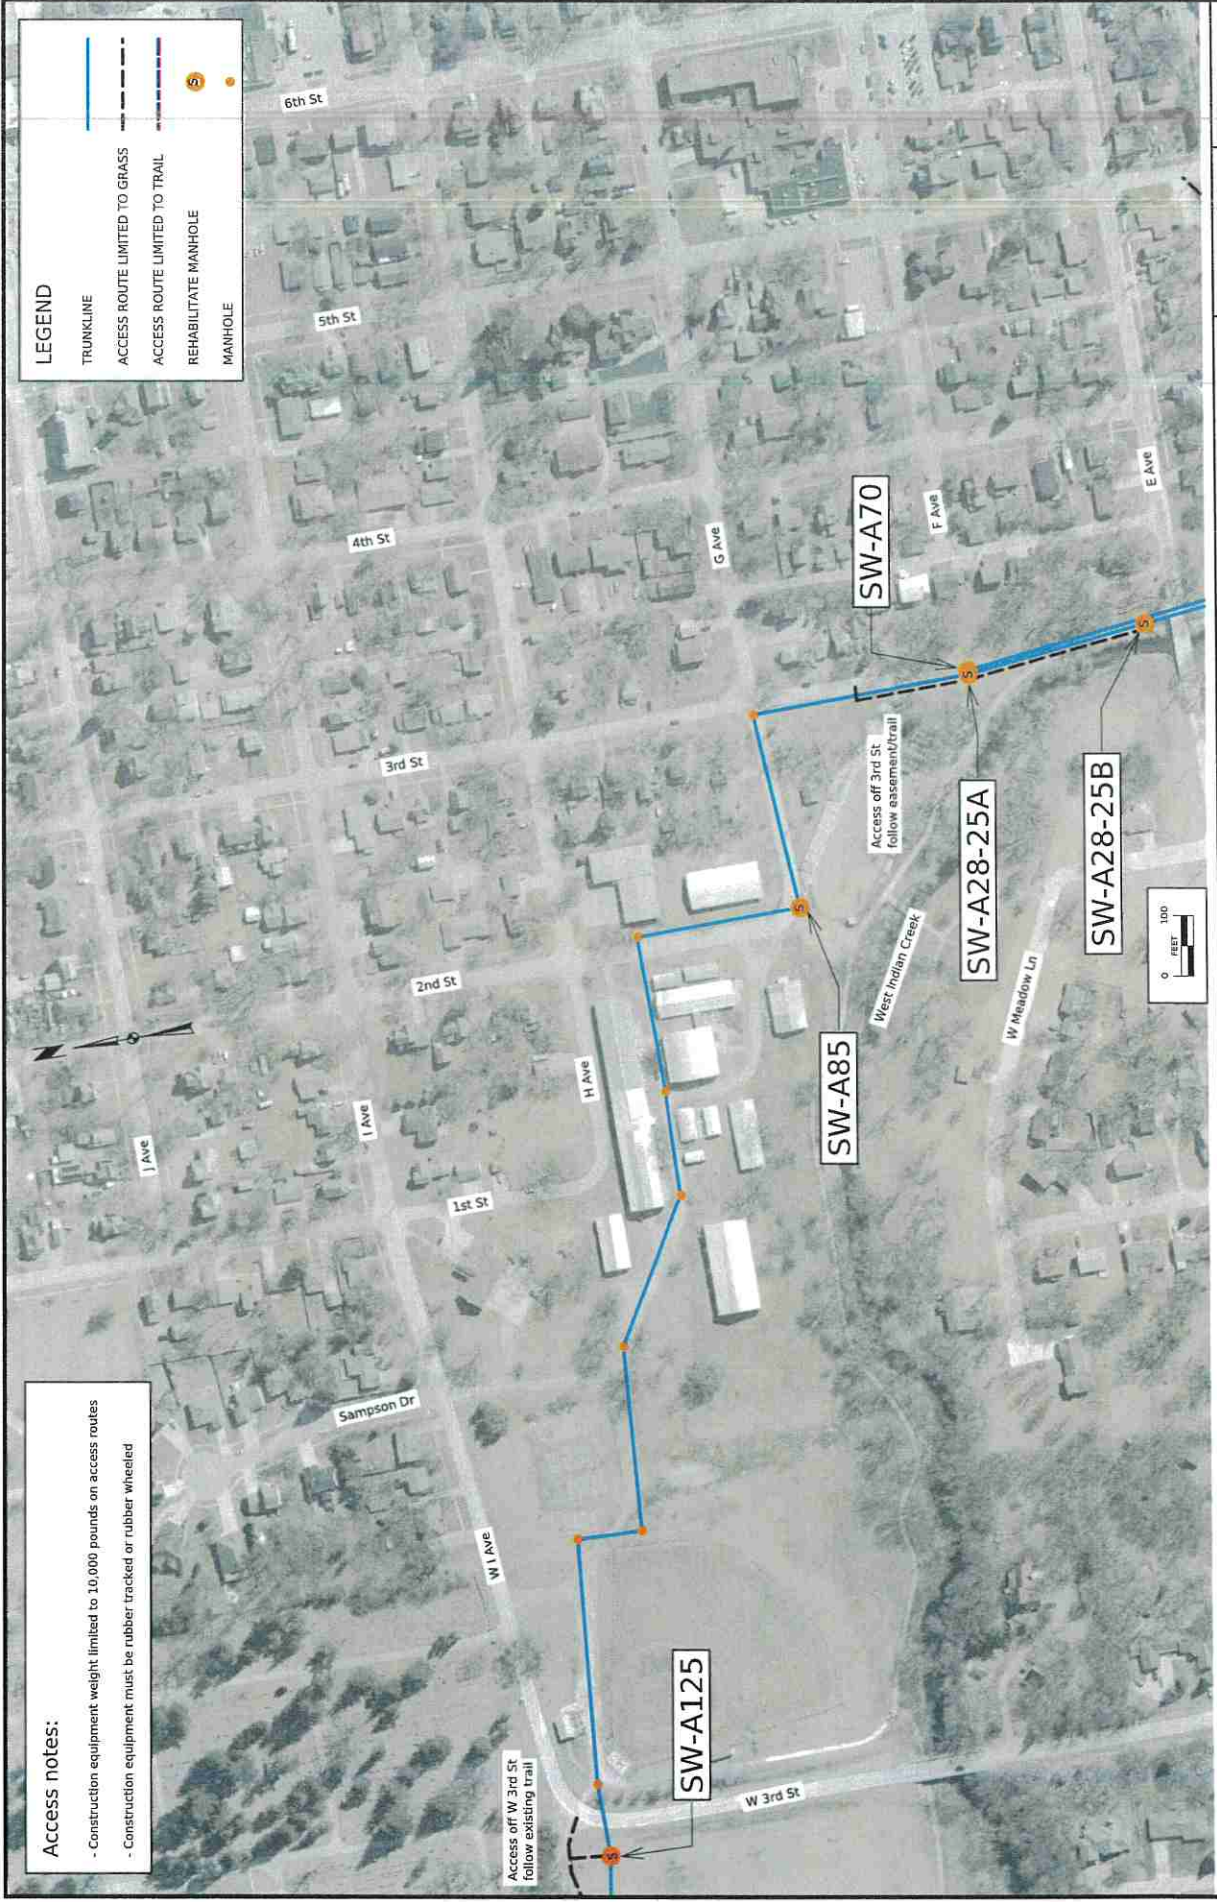 Access notes:
- Construction equipment weight limited to 10,000 pounds on access routes
- Construction equipment must be rubber tracked or rubber wheeled
LEGEND
TRUNKLINE
ACCESS ROUTE LIMITED TO GRASS
ACCESS ROUTE LIMITED TO TRAIL
REHABILITATE MANHOLE
S
MANHOLE
N
J Ave
I Ave
Sampson Dr
W I Ave
1st St
2nd St
3rd St
4th St
5th St
6th St
H Ave
G Ave
F Ave
E Ave
Access off W 3rd St
follow existing trail
S
SW-A125
W 3rd St
S
SW-A85
West Indian Creek
W Meadow Ln
Access off 3rd St
follow easement/trail
SW-A70
S
SW-A28-25A
SW-A28-25B
S
0 100
FEET